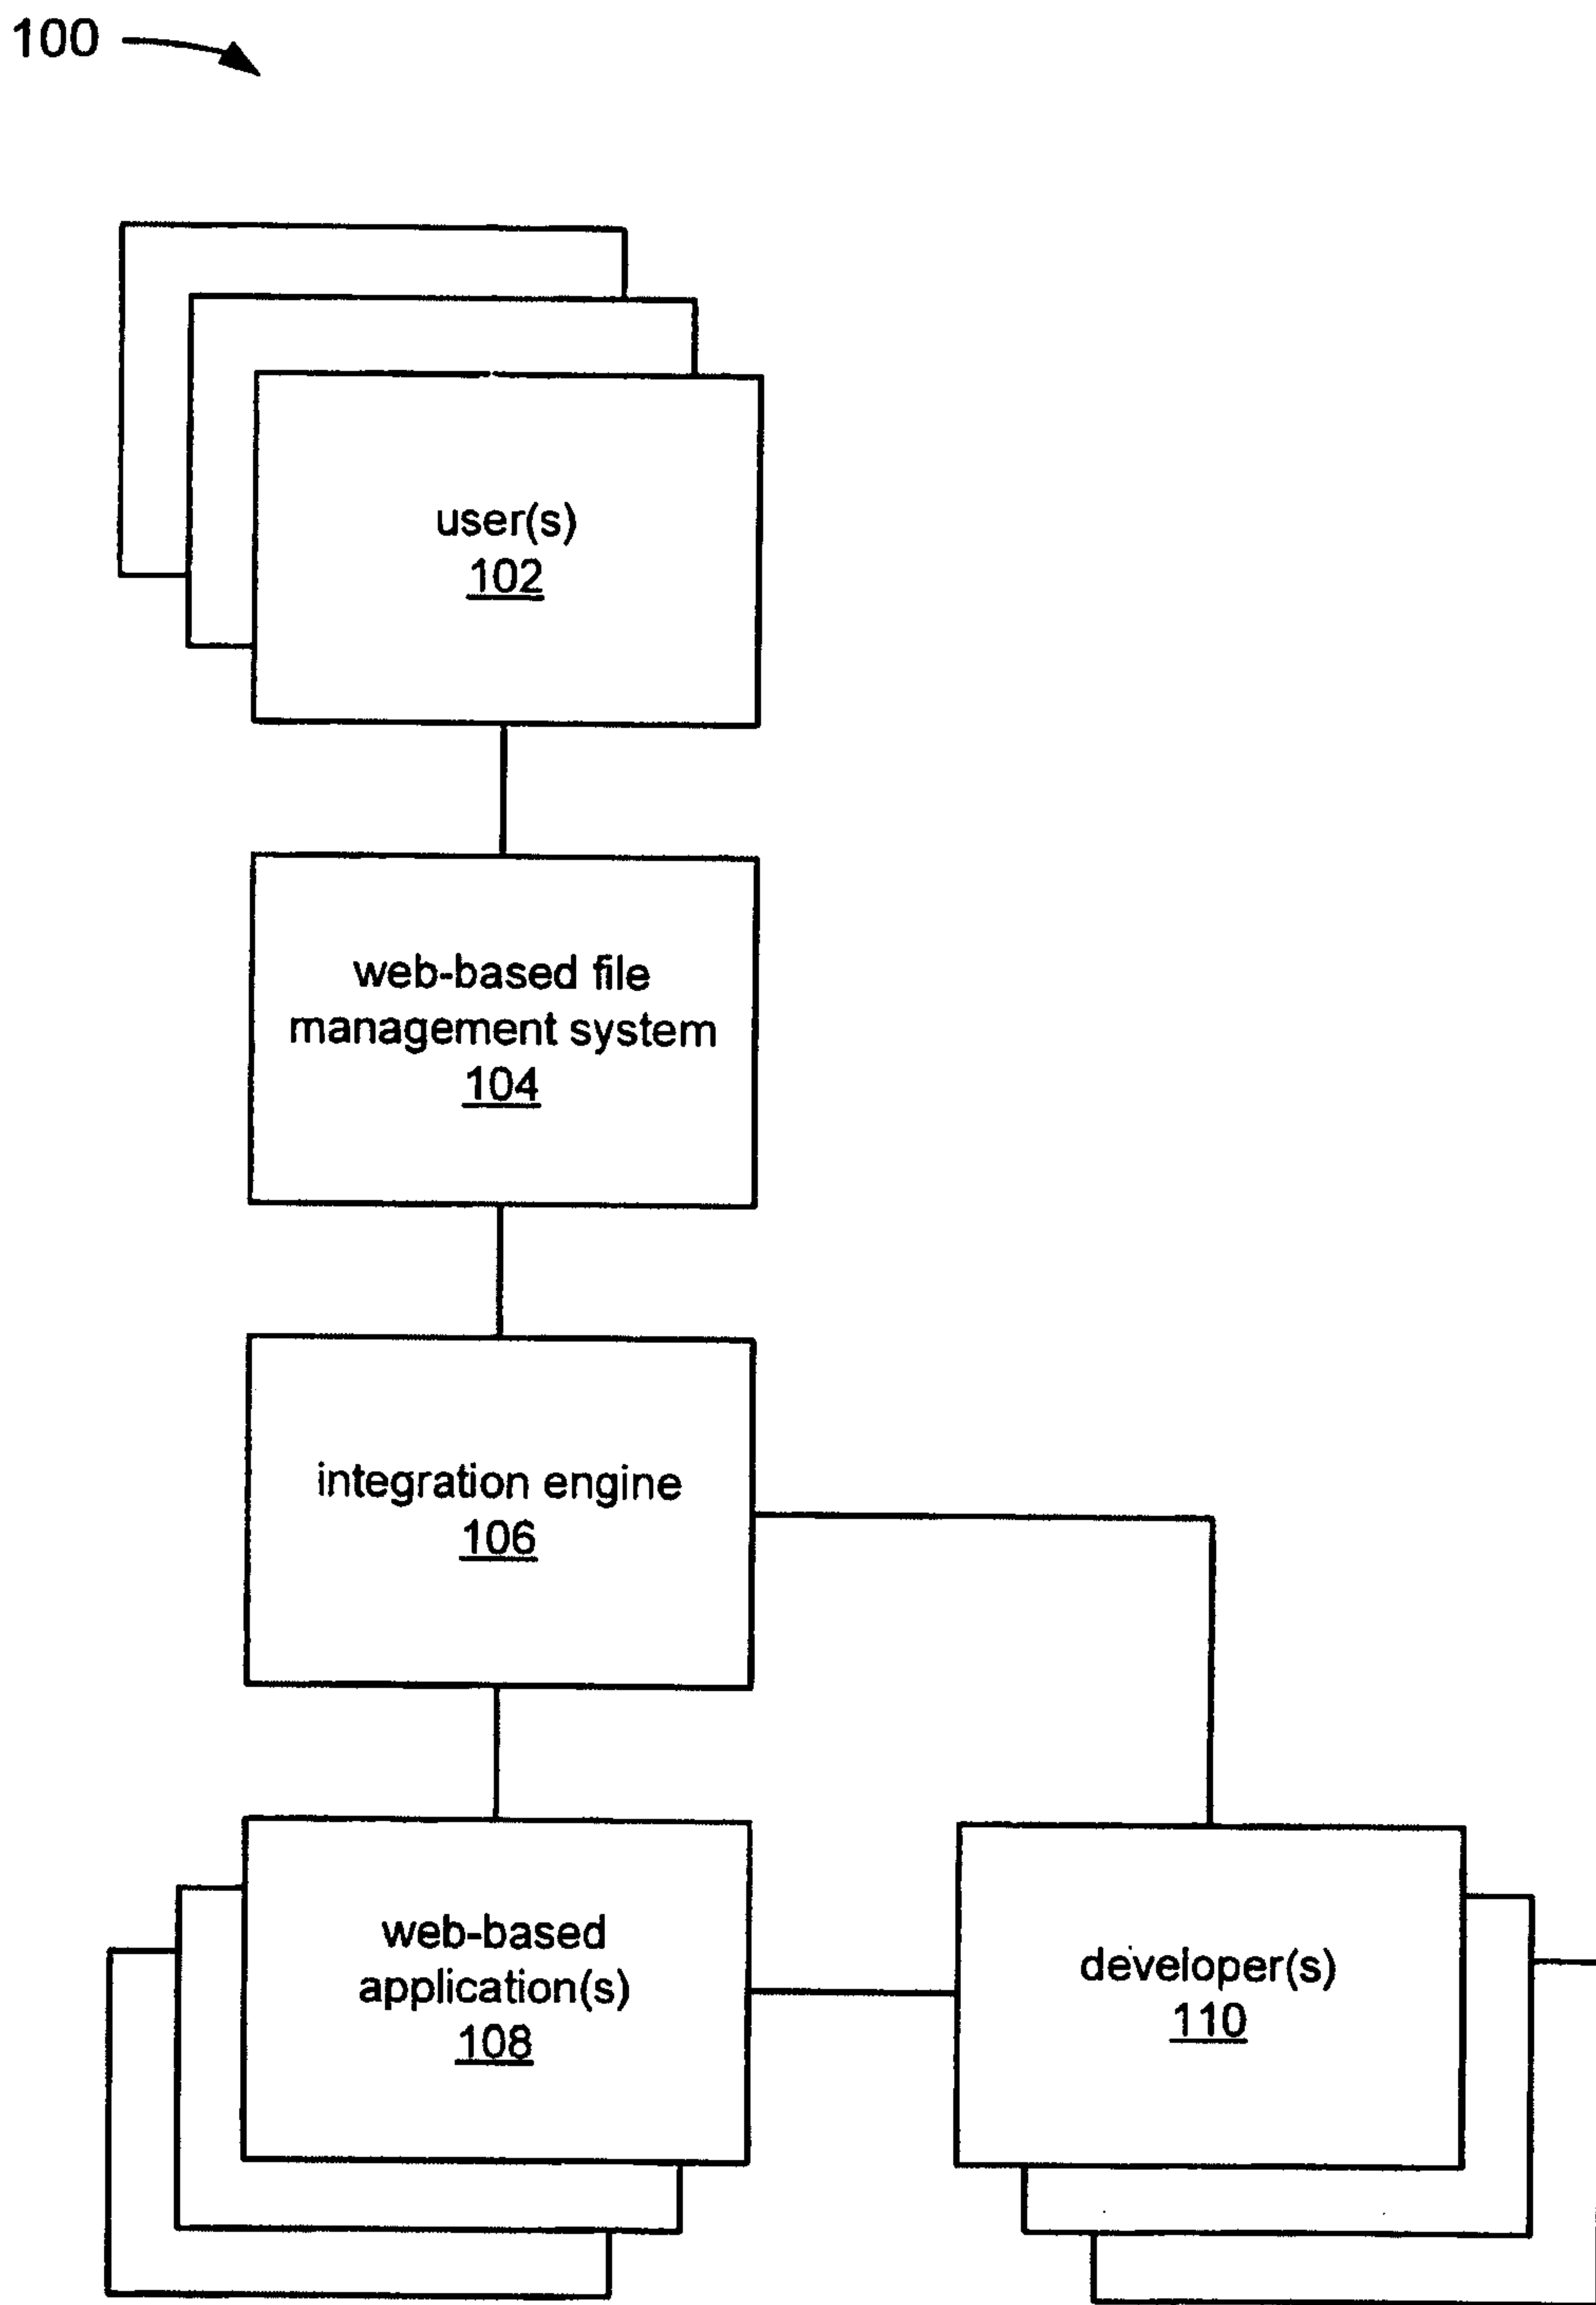 100
user(s)
102
web-based file
management system
104
integration engine
106
web-based
application(s)
108
developer(s)
110